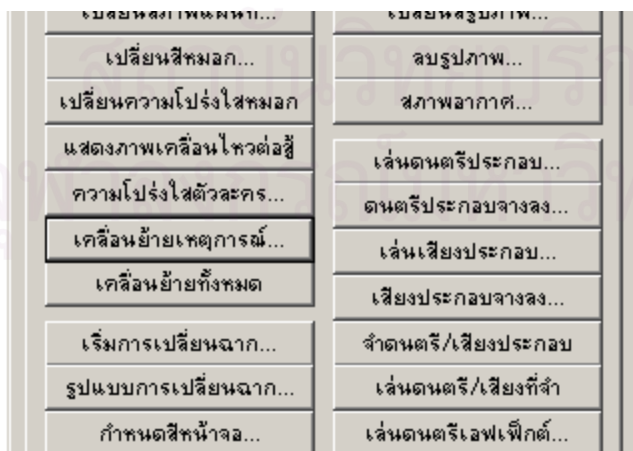 เปลี่ยนสีหมอก...
เปลี่ยนความโปร่งใสหมอก
แสดงภาพเคลื่อนไหวต่อสู้
ความโปร่งใสตัวละคร...
เคลื่อนย้ายเหตุการณ์...
เคลื่อนย้ายทั้งหมด
เริ่มการเปลี่ยนฉาก...
รูปแบบการเปลี่ยนฉาก...
กำหนดสีหน้าจอ...
เปลี่ยนสีรูปภาพ...
ลบรูปภาพ...
สภาพอากาศ...
เล่นดนตรีประกอบ...
ดนตรีประกอบจางลง...
เล่นเสียงประกอบ...
เสียงประกอบจางลง...
จำดนตรี/เสียงประกอบ
เล่นดนตรี/เสียงที่จำ
เล่นดนตรีเอฟเฟ็กต์...